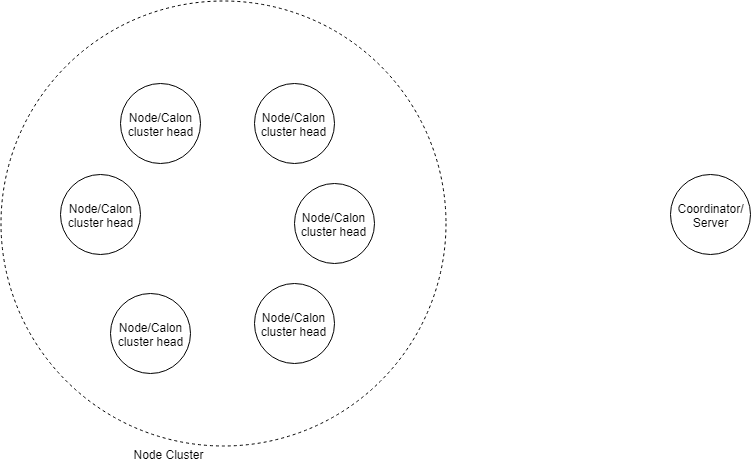 Node/Calon
cluster head
Node/Calon
cluster head
Node/Calon
cluster head
Node/Calon
cluster head
Coordinator/
Server
Node/Calon
cluster head
Node/Calon
cluster head
Node Cluster